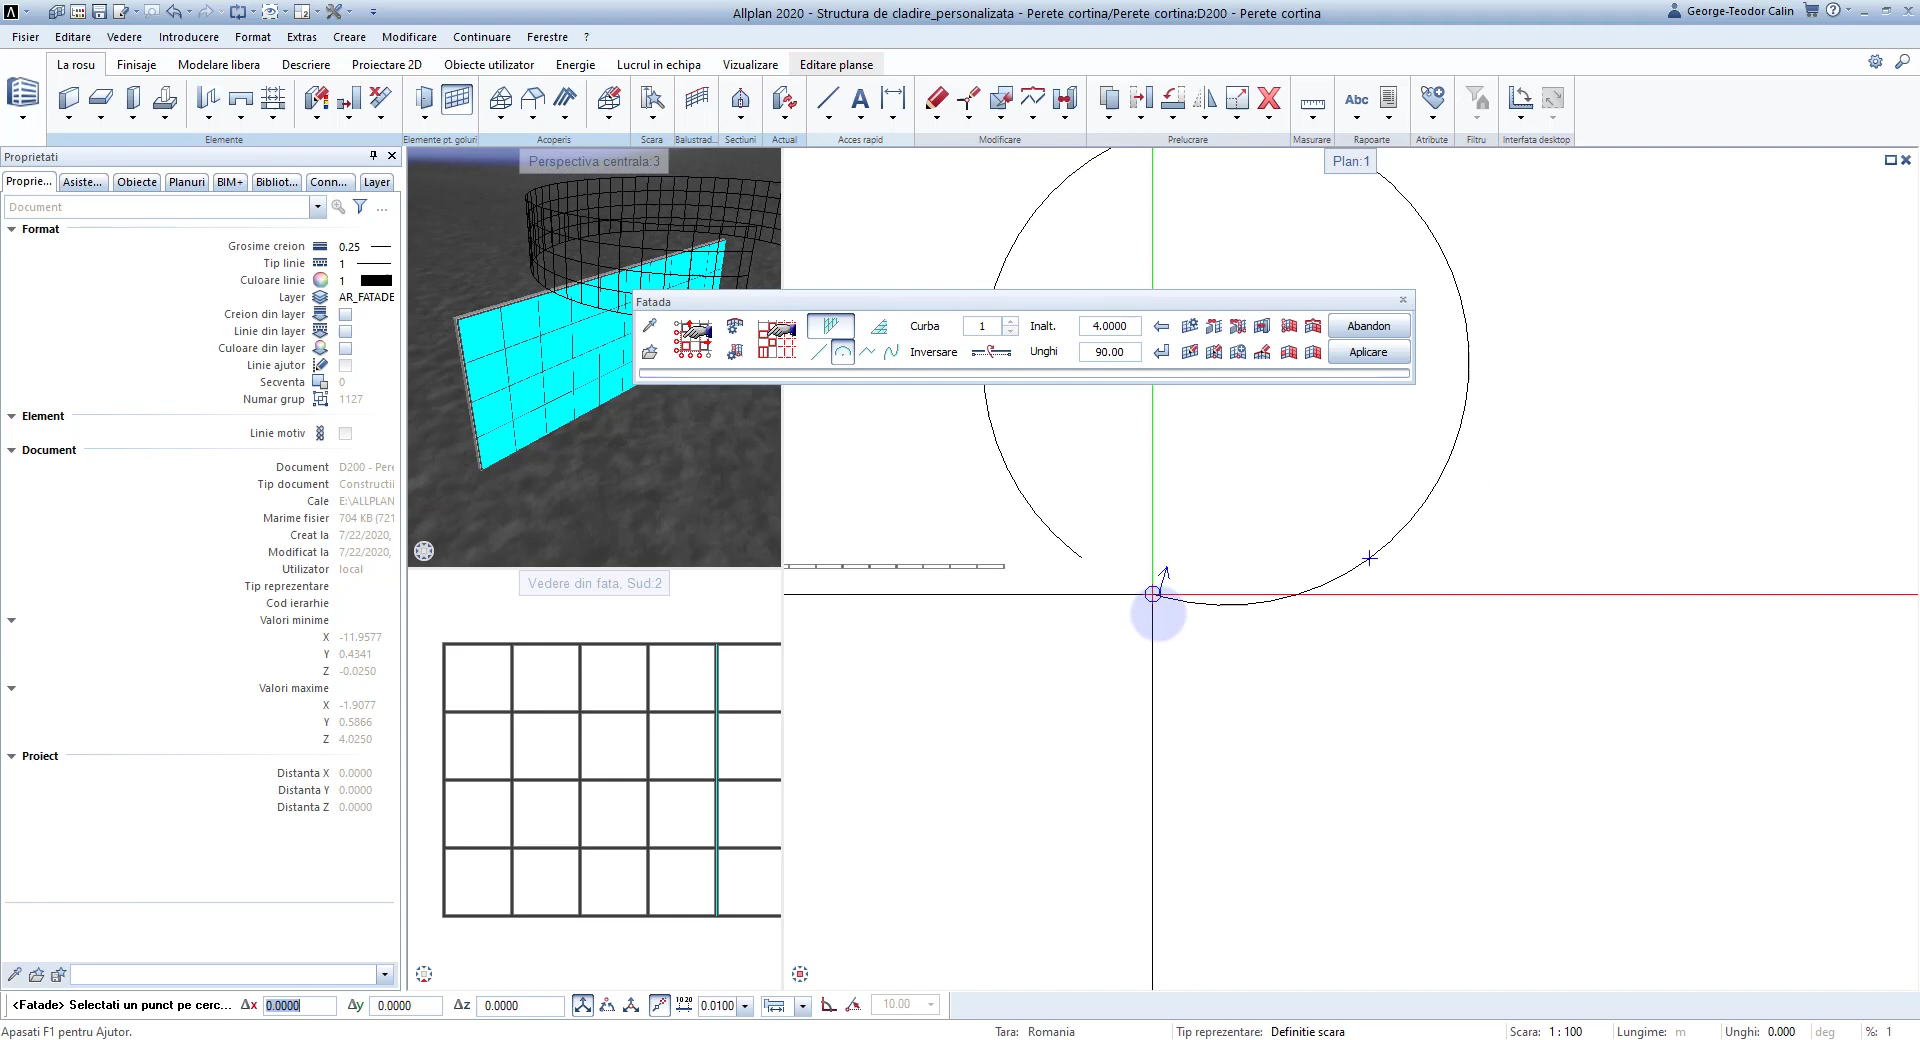 Allplan 2020 - Structura de cladire_personalizata - Perete cortina/Perete cortina:D200 - Perete cortina
George-Teodor Calin
Fisier Editare Vedere Introducere Format Extras Creare Modificare Continuare Ferestre ?
La rosu Finisaje Modelare libera Descriere Proiectare 2D Obiecte utilizator Energie Lucrul in echipa Vizualizare Editare planse
Abc
Elemente Elemente pt. goluri Acoperis Scara Balustrad... Sectiuni Actual Acces rapid Modificare Prelucrare Masurare Rapoarte Atribute Filtru Interfata desktop
Proprietati
Proprie... Asiste... Obiecte Planuri BIM+ Bibliot... Conn... Layer
Document
Format
Grosime creion 0.25
Tip linie 1
Culoare linie 1
Layer AR_FATADE
Creion din layer
Linie din layer
Culoare din layer
Linie ajutor
Secventa 0
Numar grup 1127
Element
Linie motiv
Document
Document D200 - Pere
Tip document Constructii
Cale E:\ALLPLAN
Marime fisier 704 KB (721
Creat la 7/22/2020,
Modificat la 7/22/2020,
Utilizator local
Tip reprezentare
Cod ierarhie
Valori minime
X -11.9577
Y 0.4341
Z -0.0250
Valori maxime
X -1.9077
Y 0.5866
Z 4.0250
Proiect
Distanta X 0.0000
Distanta Y 0.0000
Distanta Z 0.0000
Perspectiva centrala:3
Plan:1
Fatada
Curba 1 Inalt. 4.0000 Abandon
Inversare Unghi 90.00 Aplicare
Vedere din fata, Sud:2
<Fatade> Selectati un punct pe cerc... Δx 0.0000 Δy 0.0000 Δz 0.0000 1020 0.0100 10.00
Apasati F1 pentru Ajutor. Tara: Romania Tip reprezentare: Definitie scara Scara: 1 : 100 Lungime: m Unghi: 0.000 deg %: 1